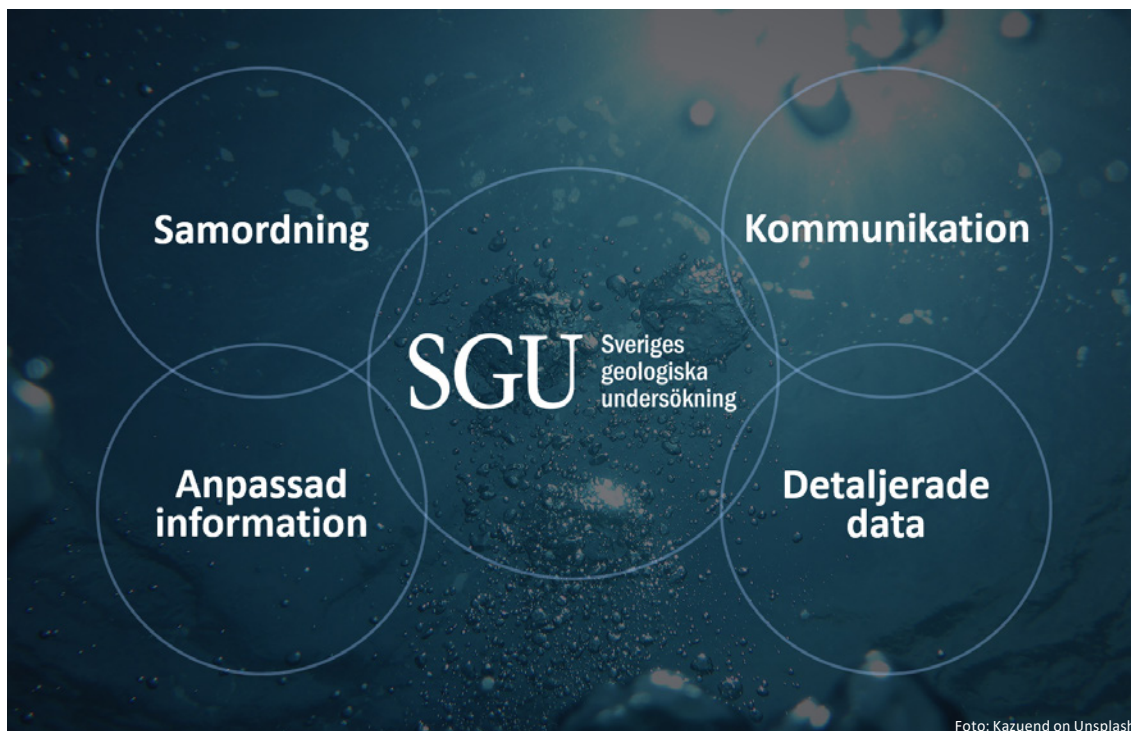 Samordning
Kommunikation
SGU
Sveriges
geologiska
undersökning
Anpassad
information
Detaljerade
data
Foto: Kazuend on Unsplash